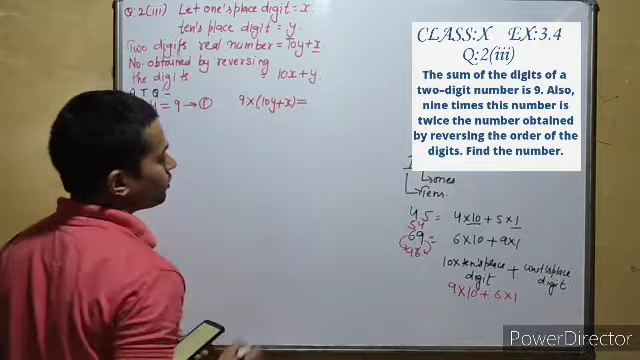 Q:2(iii) Let one's place digit = x.
ten's place digit = y.
Two digits real number = 10y+x.
No. obtained by reversing
the digits = 10x+y.
A T Q:-
y = 9 → ① 9×(10y+x)=
CLASS:X EX:3.4
Q:2(iii)
The sum of the digits of a
two-digit number is 9. Also,
nine times this number is
twice the number obtained
by reversing the order of the
digits. Find the number.
ones
Tens.
45 = 4×10 + 5×1
54
69 = 6×10 + 9×1
96
10×ten's place digit + unit's place digit.
9×10 + 6×1
PowerDirector